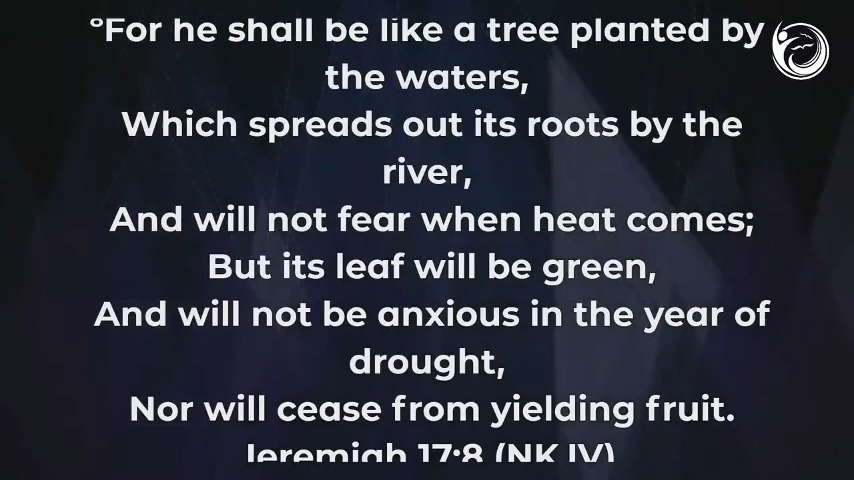 °For he shall be like a tree planted by
the waters,
Which spreads out its roots by the
river,
And will not fear when heat comes;
But its leaf will be green,
And will not be anxious in the year of
drought,
Nor will cease from yielding fruit.
Jeremiah 17:8 (NKJV)